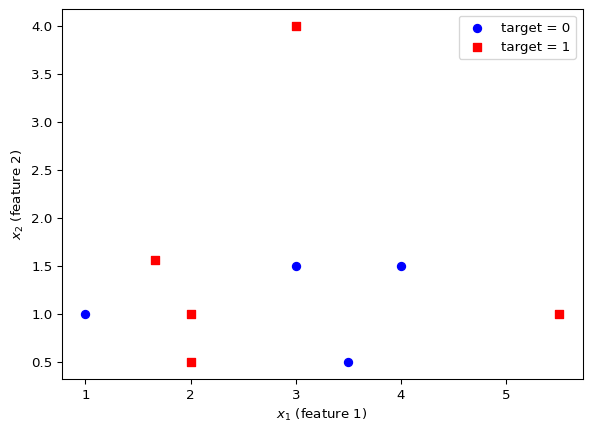 target = 0
target = 1
4.0
3.5
3.0
2.5
2.0
1.5
1.0
0.5
x₂ (feature 2)
1 2 3 4 5
x₁ (feature 1)